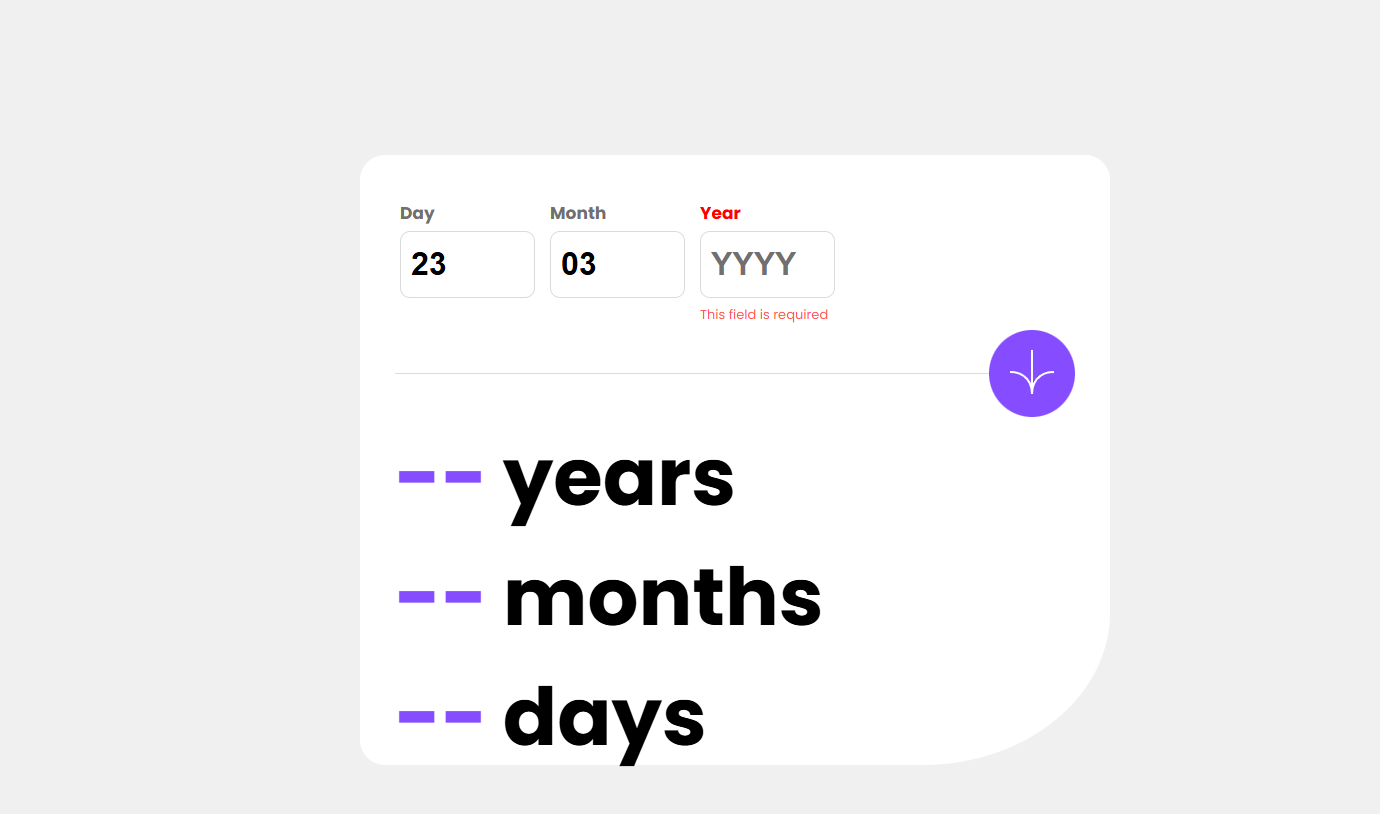 Day Month Year
23 03 YYYY
This field is required
-- years
-- months
-- days